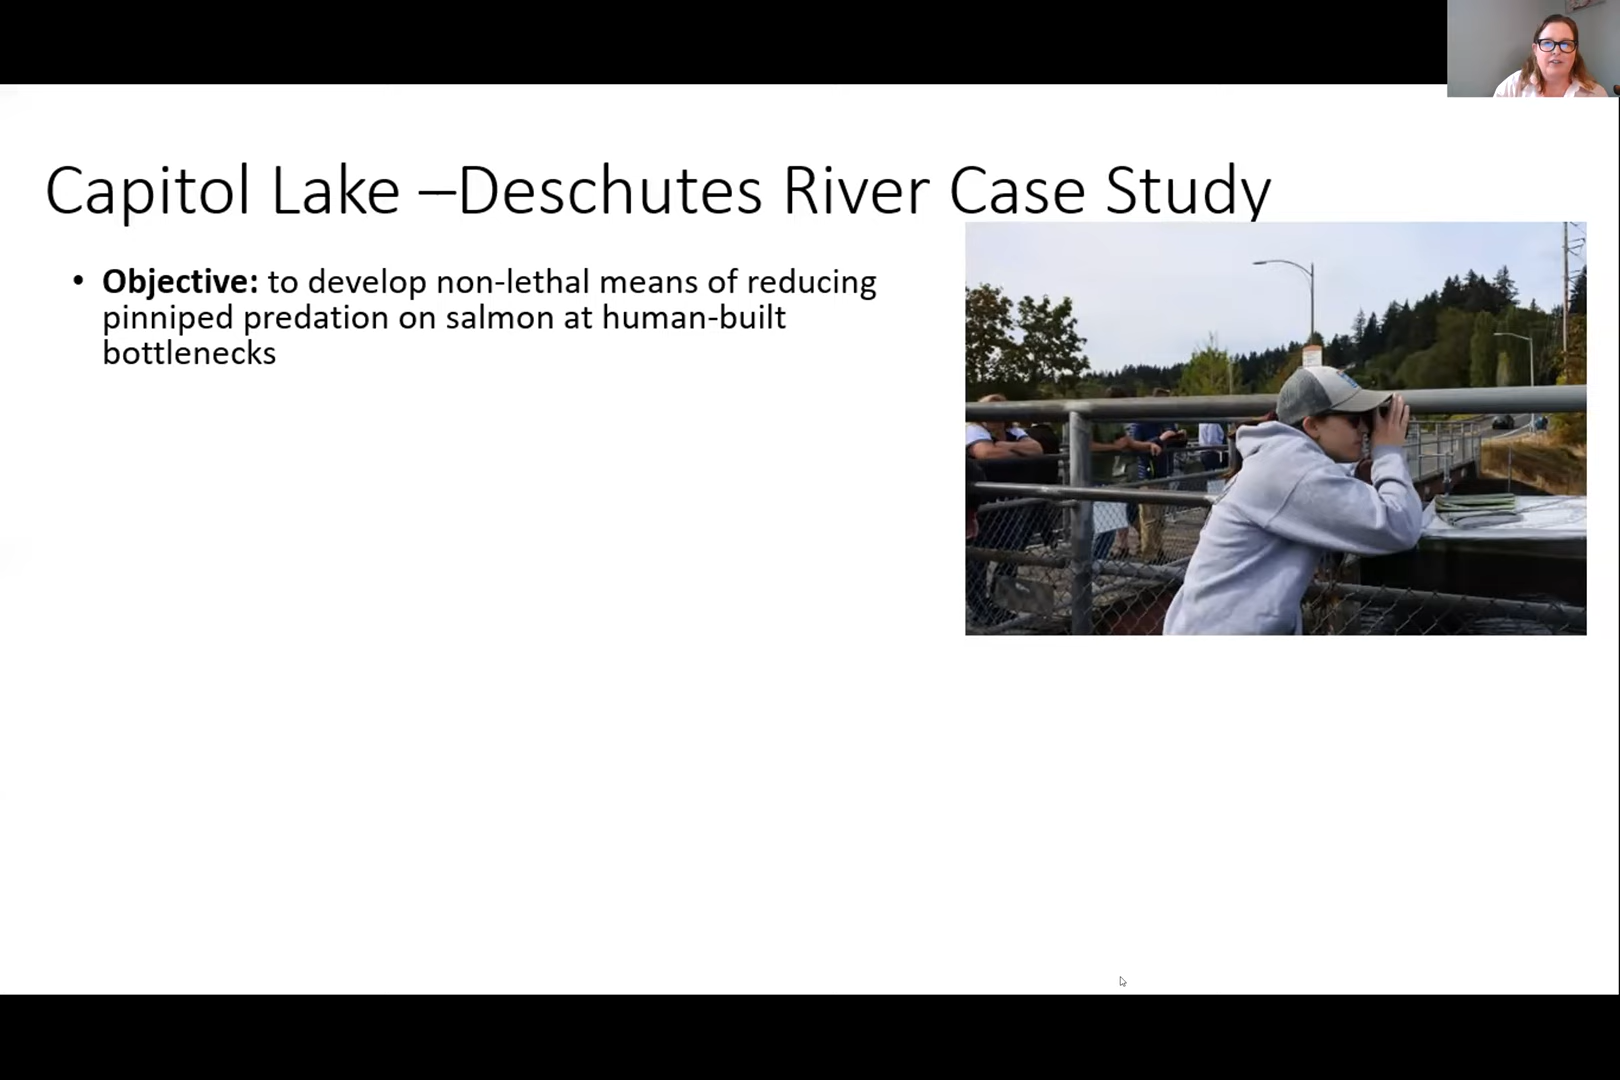 Capitol Lake –Deschutes River Case Study
• Objective: to develop non-lethal means of reducing
pinniped predation on salmon at human-built
bottlenecks